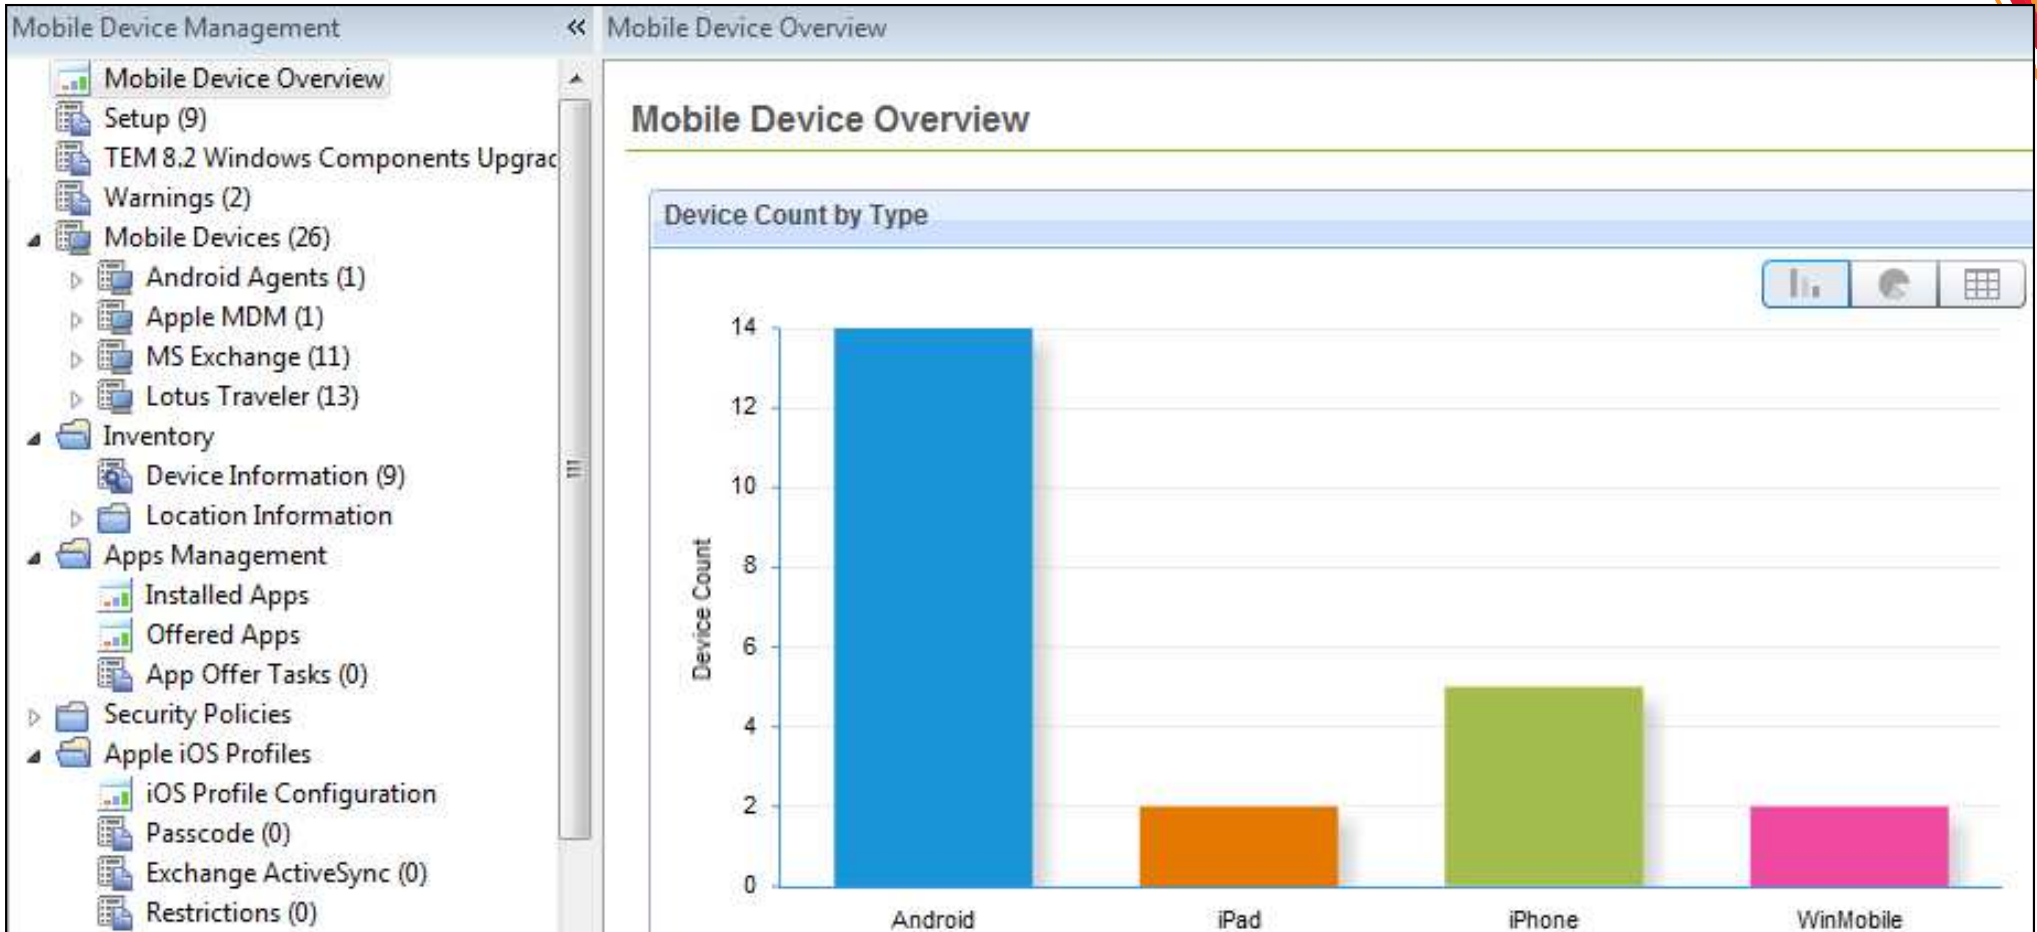 Mobile Device Management
Mobile Device Overview
Setup (9)
TEM 8.2 Windows Components Upgrac
Warnings (2)
Mobile Devices (26)
Android Agents (1)
Apple MDM (1)
MS Exchange (11)
Lotus Traveler (13)
Inventory
Device Information (9)
Location Information
Apps Management
Installed Apps
Offered Apps
App Offer Tasks (0)
Security Policies
Apple iOS Profiles
iOS Profile Configuration
Passcode (0)
Exchange ActiveSync (0)
Restrictions (0)
Mobile Device Overview
Mobile Device Overview
Device Count by Type
Device Count
14
12
10
8
6
4
2
0
Android iPad iPhone WinMobile